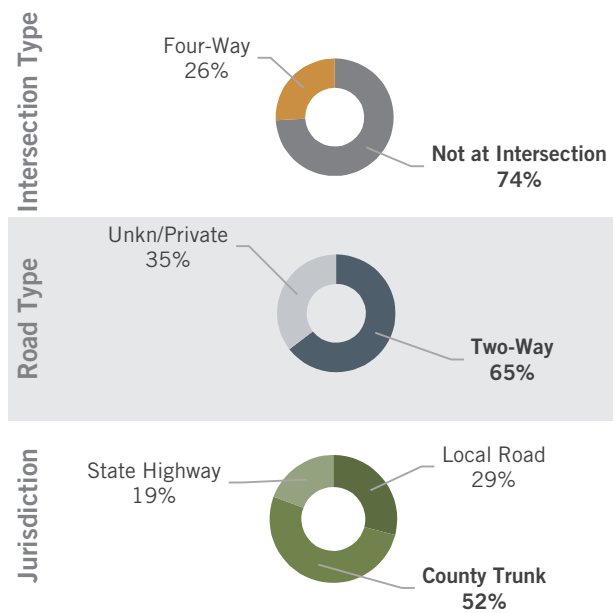 Intersection Type
Four-Way
26%
Not at Intersection
74%
Road Type
Unkn/Private
35%
Two-Way
65%
Jurisdiction
State Highway
19%
Local Road
29%
County Trunk
52%